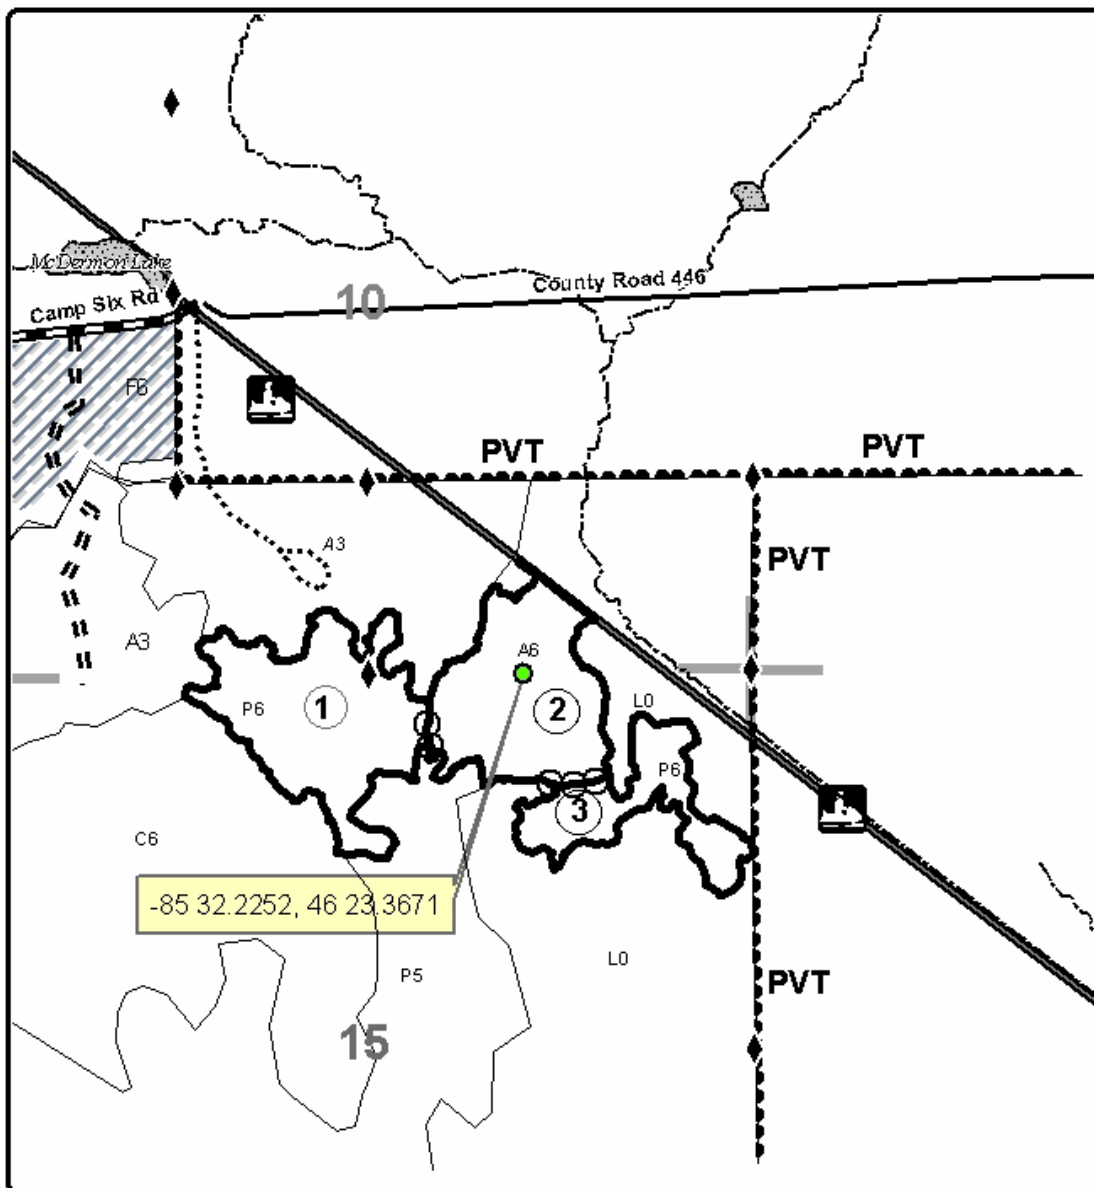 McDermon Lake
County Road 446
Camp Six Rd
10
F6
PVT
PVT
A3
PVT
A3
A6
P6
1
2
L0
P6
3
C6
-85 32.2252, 46 23.3671
P5
L0
PVT
15